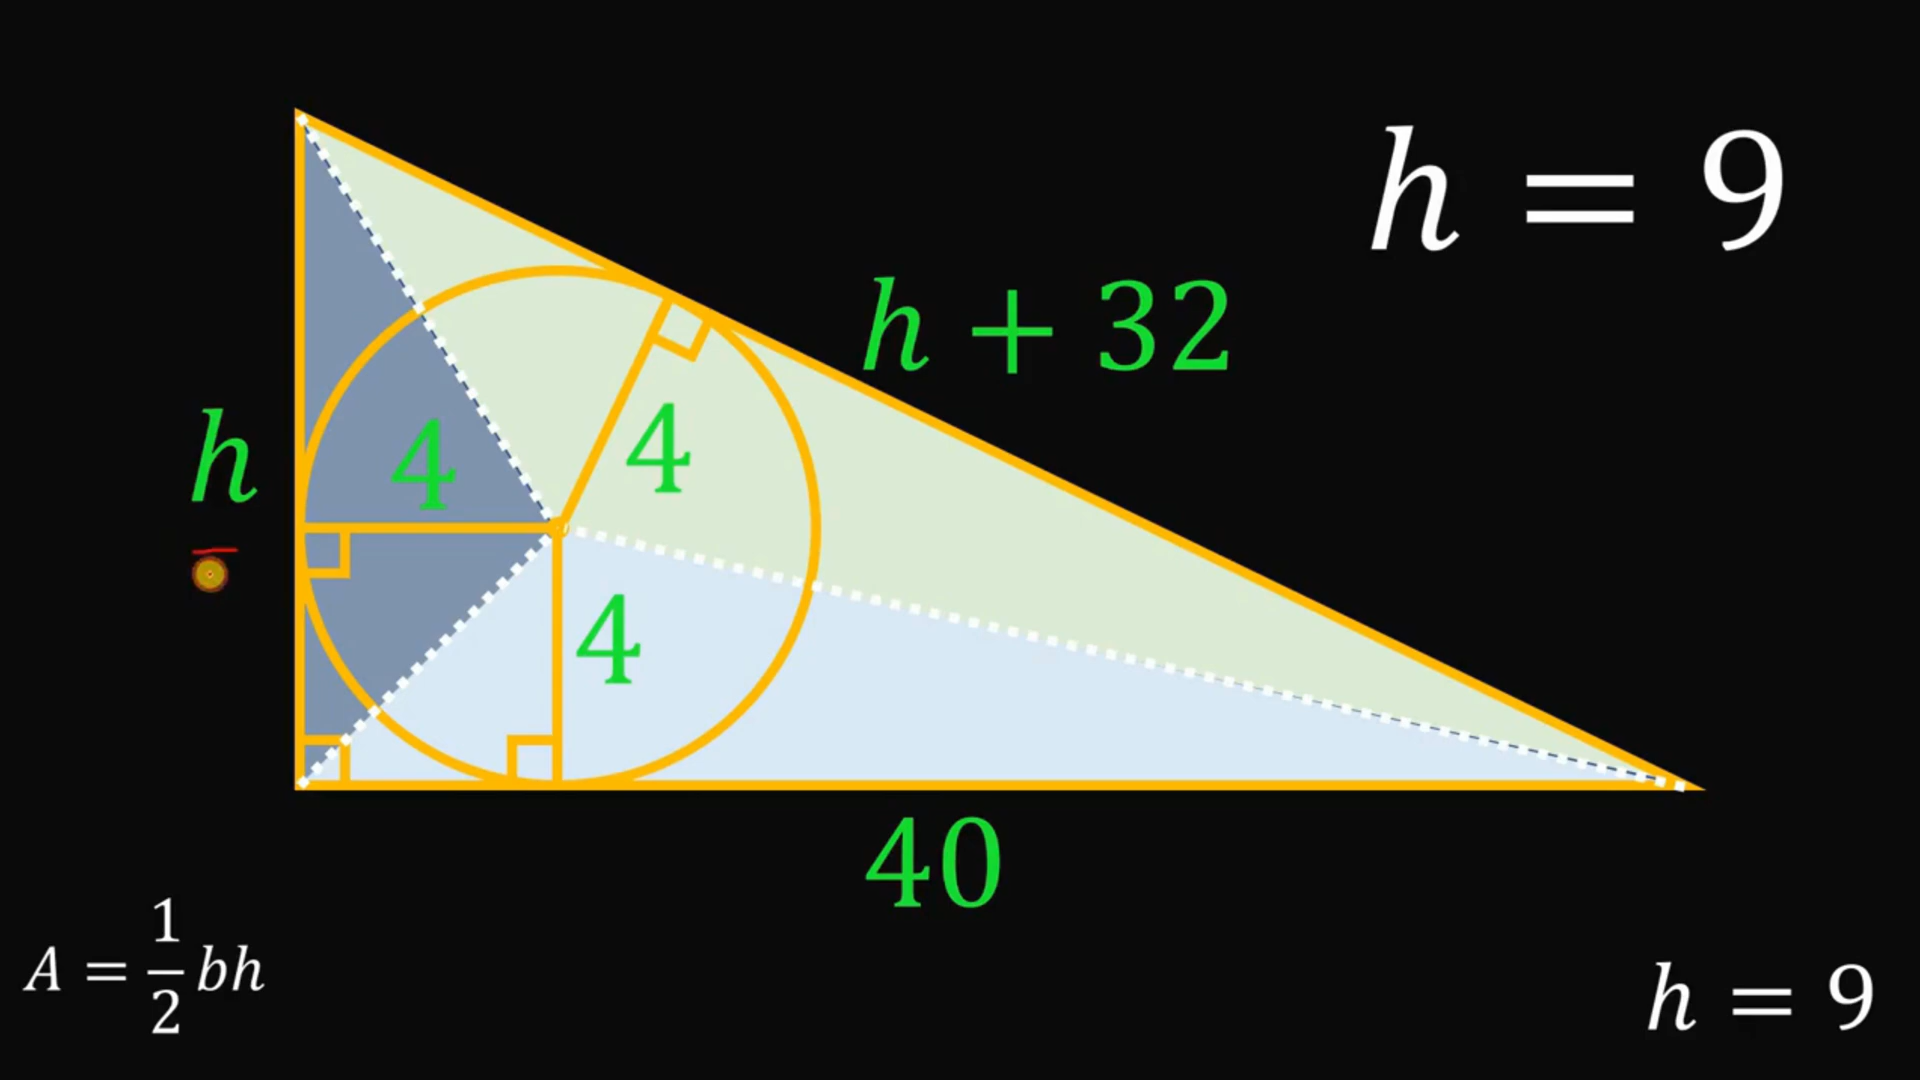 h = 9
h + 32
4
4
h
4
40
A = 1/2 bh
h = 9